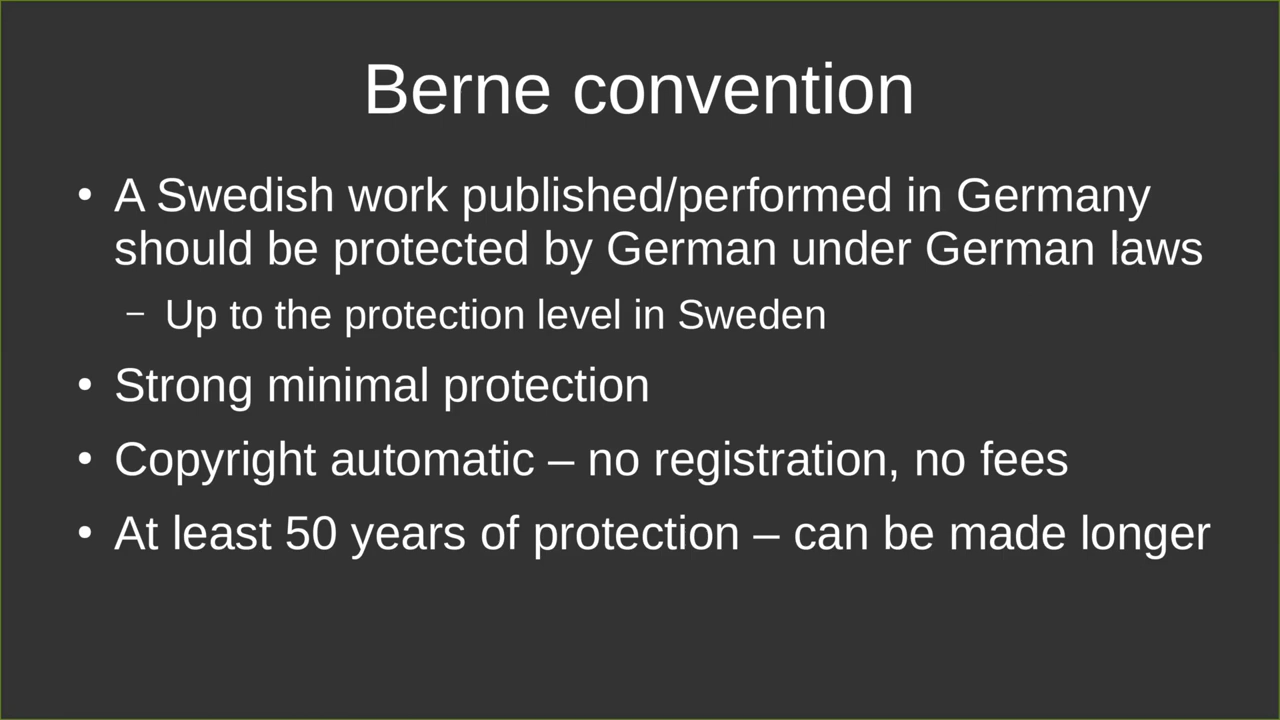 Berne convention
• A Swedish work published/performed in Germany
should be protected by German under German laws
– Up to the protection level in Sweden
• Strong minimal protection
• Copyright automatic – no registration, no fees
• At least 50 years of protection – can be made longer